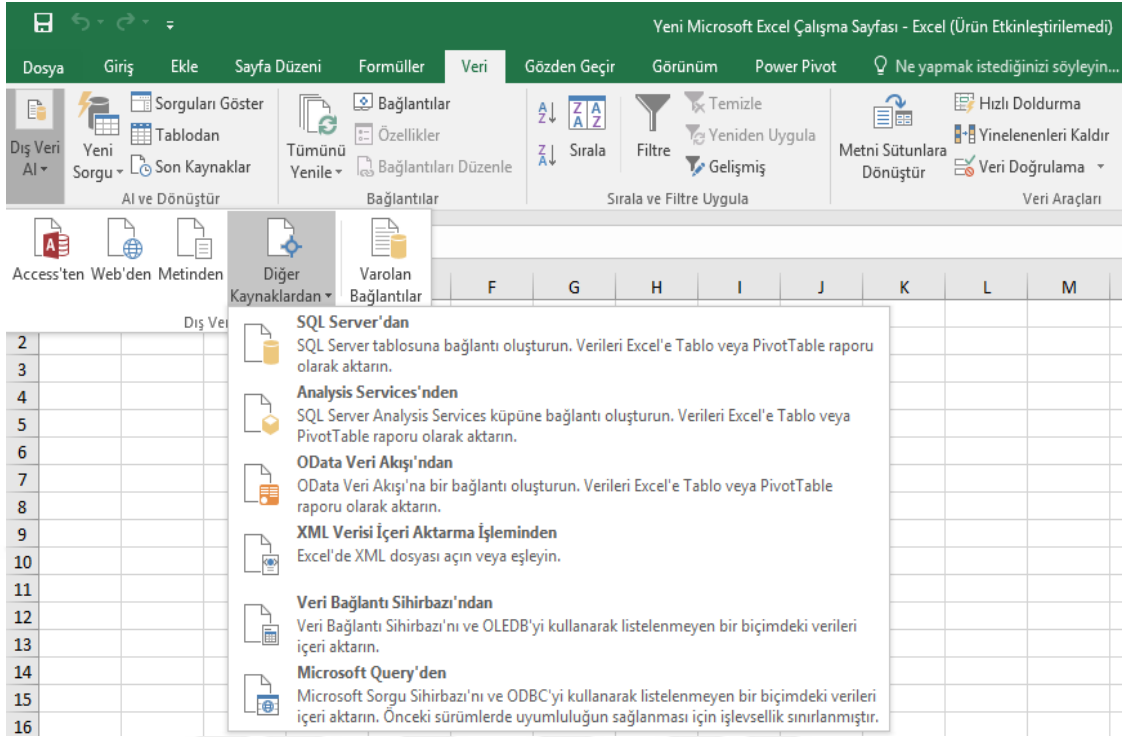 Yeni Microsoft Excel Çalışma Sayfası - Excel (Ürün Etkinleştirilemedi)
Dosya Giriş Ekle Sayfa Düzeni Formüller Veri Gözden Geçir Görünüm Power Pivot Ne yapmak istediğinizi söyleyin...
Dış Veri Al
Yeni Sorgu
Sorguları Göster
Tablodan
Son Kaynaklar
Al ve Dönüştür
Tümünü Yenile
Bağlantılar
Özellikler
Bağlantıları Düzenle
Bağlantılar
Sırala
Filtre
Temizle
Yeniden Uygula
Gelişmiş
Sırala ve Filtre Uygula
Metni Sütunlara Dönüştür
Hızlı Doldurma
Yinelenenleri Kaldır
Veri Doğrulama
Veri Araçları
Access'ten Web'den Metinden
Diğer Kaynaklardan
Varolan Bağlantılar
Dış Ver
F G H I J K L M
SQL Server'dan
SQL Server tablosuna bağlantı oluşturun. Verileri Excel'e Tablo veya PivotTable raporu
olarak aktarın.
Analysis Services'nden
SQL Server Analysis Services küpüne bağlantı oluşturun. Verileri Excel'e Tablo veya
PivotTable raporu olarak aktarın.
OData Veri Akışı'ndan
OData Veri Akışı'na bir bağlantı oluşturun. Verileri Excel'e Tablo veya PivotTable
raporu olarak aktarın.
XML Verisi İçeri Aktarma İşleminden
Excel'de XML dosyası açın veya eşleyin.
Veri Bağlantı Sihirbazı'ndan
Veri Bağlantı Sihirbazı'nı ve OLEDB'yi kullanarak listelenmeyen bir biçimdeki verileri
içeri aktarın.
Microsoft Query'den
Microsoft Sorgu Sihirbazı'nı ve ODBC'yi kullanarak listelenmeyen bir biçimdeki verileri
içeri aktarın. Önceki sürümlerde uyumluluğun sağlanması için işlevsellik sınırlanmıştır.
2
3
4
5
6
7
8
9
10
11
12
13
14
15
16